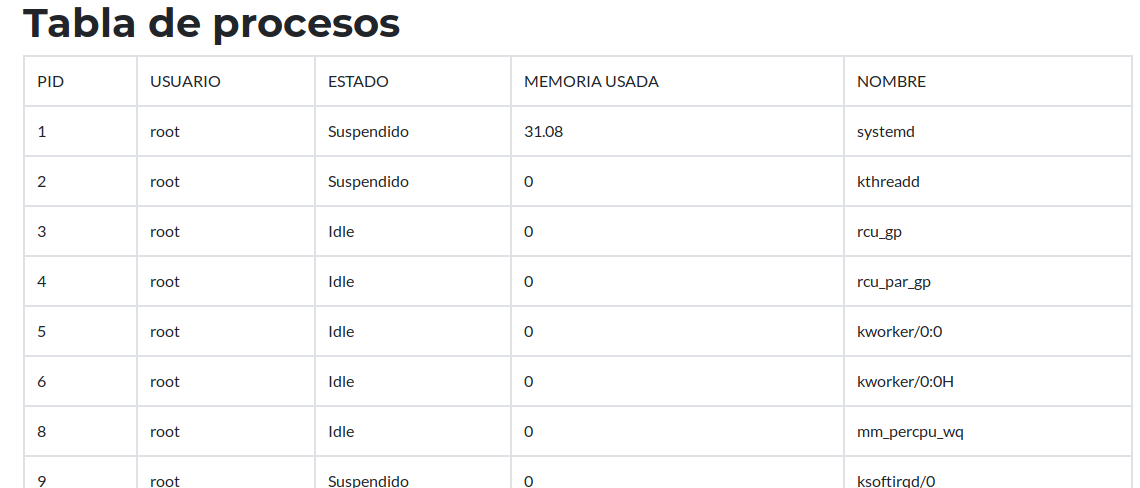 Tabla de procesos
PID USUARIO ESTADO MEMORIA USADA NOMBRE
1 root Suspendido 31.08 systemd
2 root Suspendido 0 kthreadd
3 root Idle 0 rcu_gp
4 root Idle 0 rcu_par_gp
5 root Idle 0 kworker/0:0
6 root Idle 0 kworker/0:0H
8 root Idle 0 mm_percpu_wq
9 root Suspendido 0 ksoftirqd/0